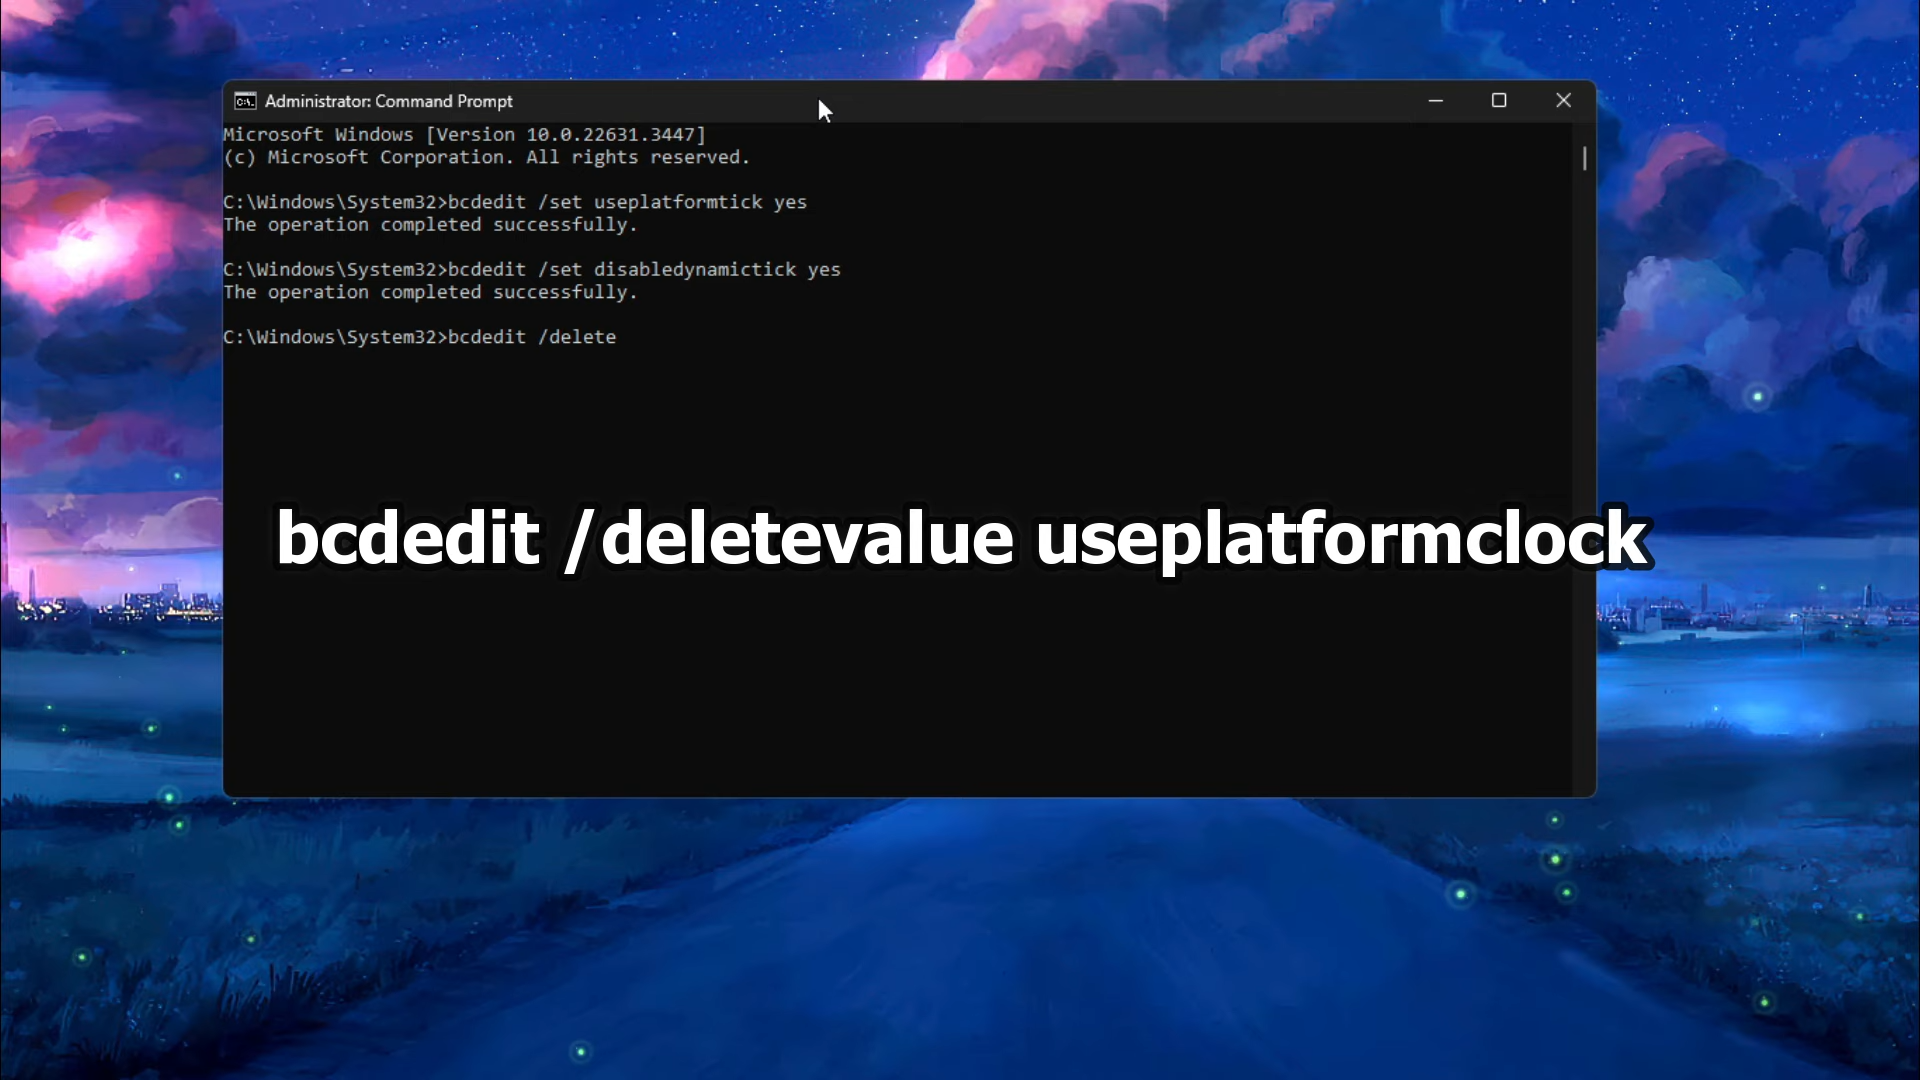 Administrator: Command Prompt
Microsoft Windows [Version 10.0.22631.3447]
(c) Microsoft Corporation. All rights reserved.
C:\Windows\System32>bcdedit /set useplatformtick yes
The operation completed successfully.
C:\Windows\System32>bcdedit /set disabledynamictick yes
The operation completed successfully.
C:\Windows\System32>bcdedit /delete
bcdedit /deletevalue useplatformclock